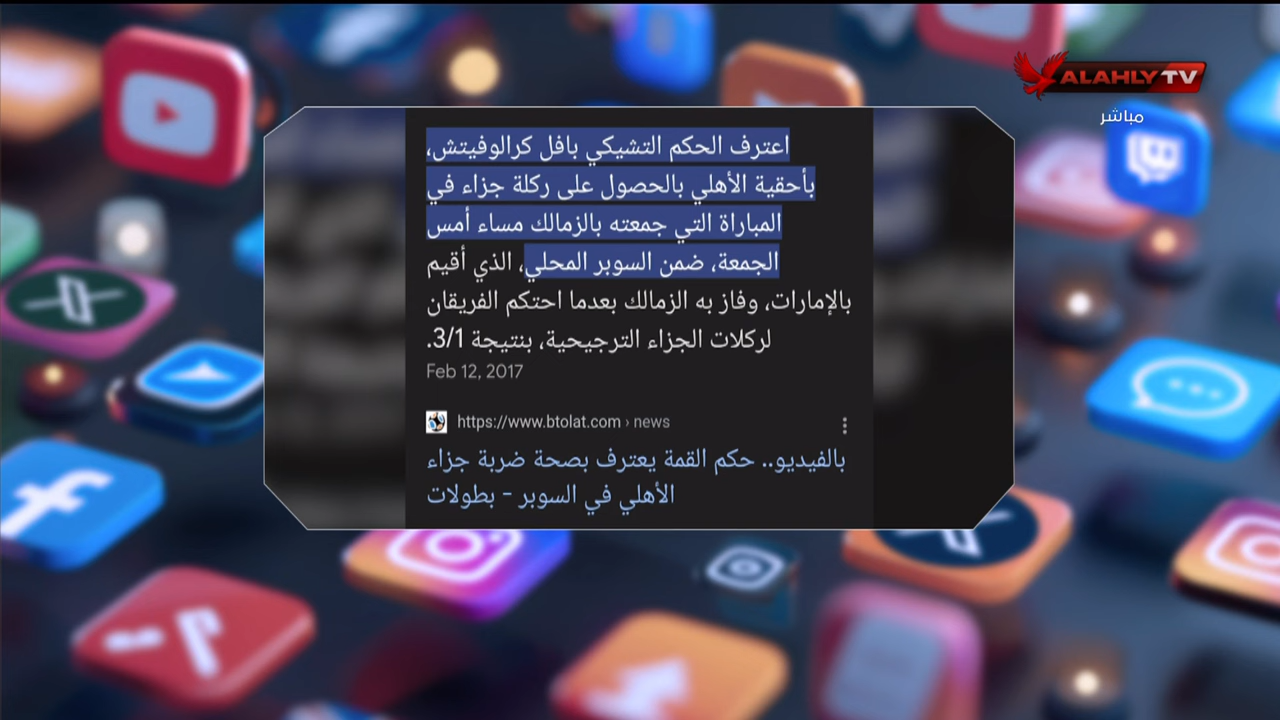 ALAHLY TV
مباشر
اعترف الحكم التشيكي بافل كرالوفيتش،
بأحقية الأهلي بالحصول على ركلة جزاء في
المباراة التي جمعته بالزمالك مساء أمس
الجمعة، ضمن السوبر المحلي، الذي أقيم
بالإمارات، وفاز به الزمالك بعدما احتكم الفريقان
لركلات الجزاء الترجيحية، بنتيجة 3/1.
Feb 12, 2017
https://www.btolat.com › news
بالفيديو.. حكم القمة يعترف بصحة ضربة جزاء
الأهلي في السوبر - بطولات